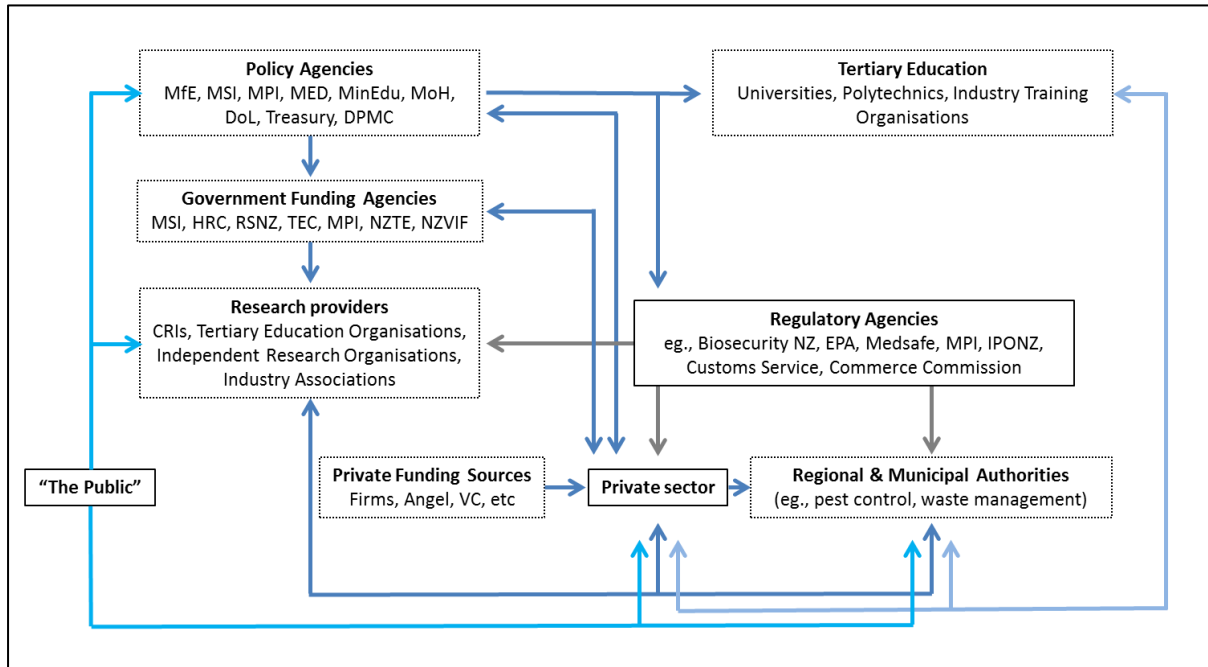 Policy Agencies
MfE, MSI, MPI, MED, MinEdu, MoH,
DoL, Treasury, DPMC
Tertiary Education
Universities, Polytechnics, Industry Training
Organisations
Government Funding Agencies
MSI, HRC, RSNZ, TEC, MPI, NZTE, NZVIF
Research providers
CRIs, Tertiary Education Organisations,
Independent Research Organisations,
Industry Associations
Regulatory Agencies
eg., Biosecurity NZ, EPA, Medsafe, MPI, IPONZ,
Customs Service, Commerce Commission
“The Public”
Private Funding Sources
Firms, Angel, VC, etc
Private sector
Regional & Municipal Authorities
(eg., pest control, waste management)